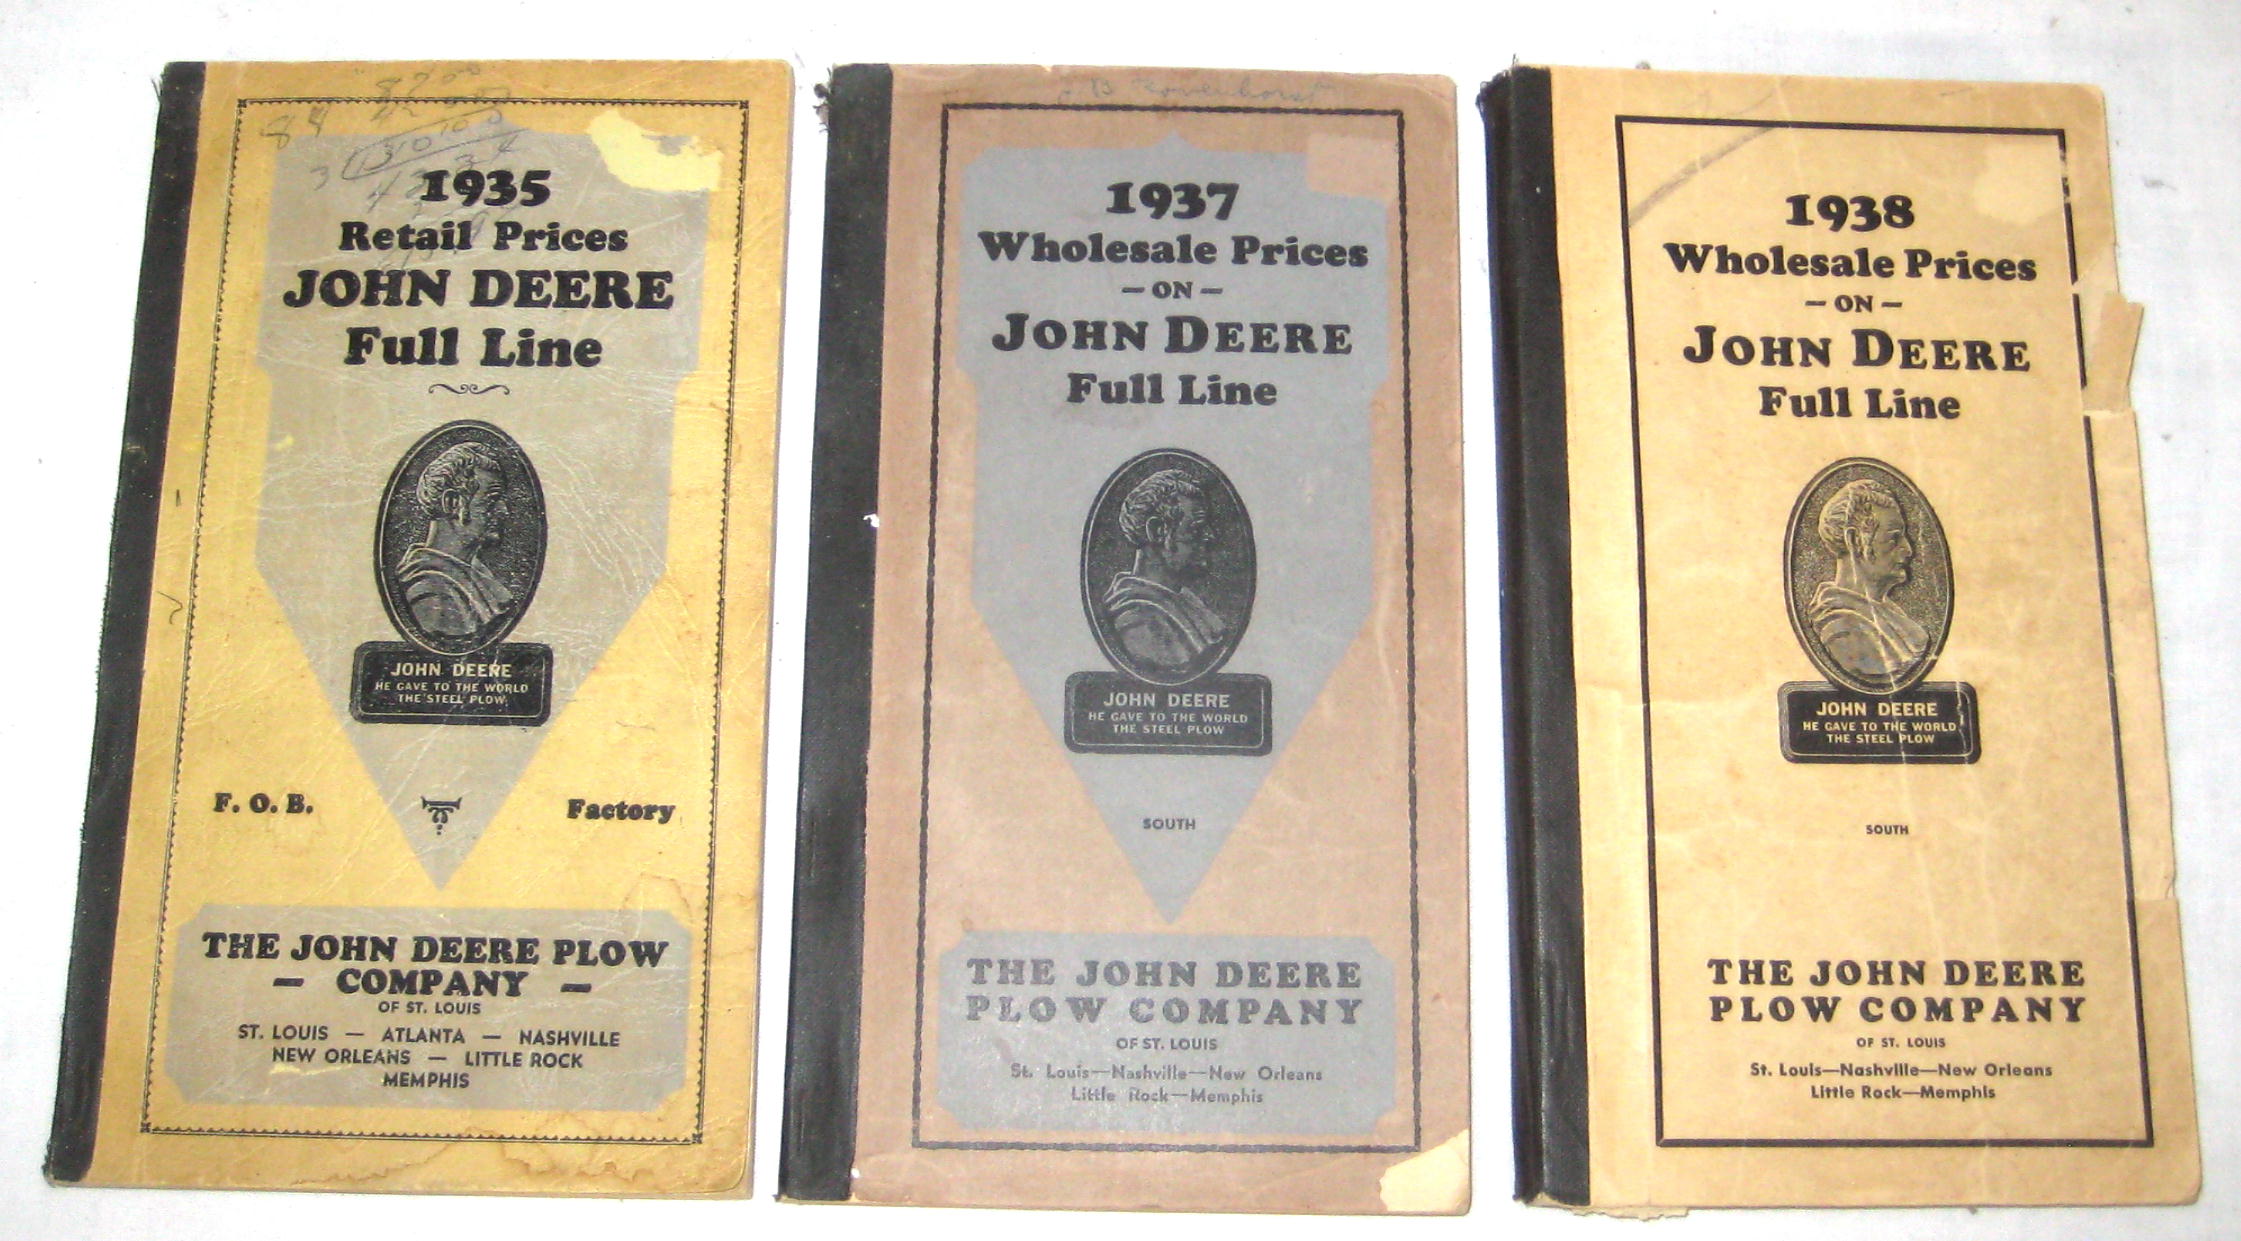 1935
Retail Prices
JOHN DEERE
Full Line
JOHN DEERE
HE GAVE TO THE WORLD
THE STEEL PLOW
F. O. B. Factory
THE JOHN DEERE PLOW
— COMPANY —
OF ST. LOUIS
ST. LOUIS — ATLANTA — NASHVILLE
NEW ORLEANS — LITTLE ROCK
MEMPHIS
1937
Wholesale Prices
— ON —
JOHN DEERE
Full Line
JOHN DEERE
HE GAVE TO THE WORLD
THE STEEL PLOW
SOUTH
THE JOHN DEERE
PLOW COMPANY
OF ST. LOUIS
St. Louis—Nashville—New Orleans
Little Rock—Memphis
1938
Wholesale Prices
— ON —
JOHN DEERE
Full Line
JOHN DEERE
HE GAVE TO THE WORLD
THE STEEL PLOW
SOUTH
THE JOHN DEERE
PLOW COMPANY
OF ST. LOUIS
St. Louis—Nashville—New Orleans
Little Rock—Memphis